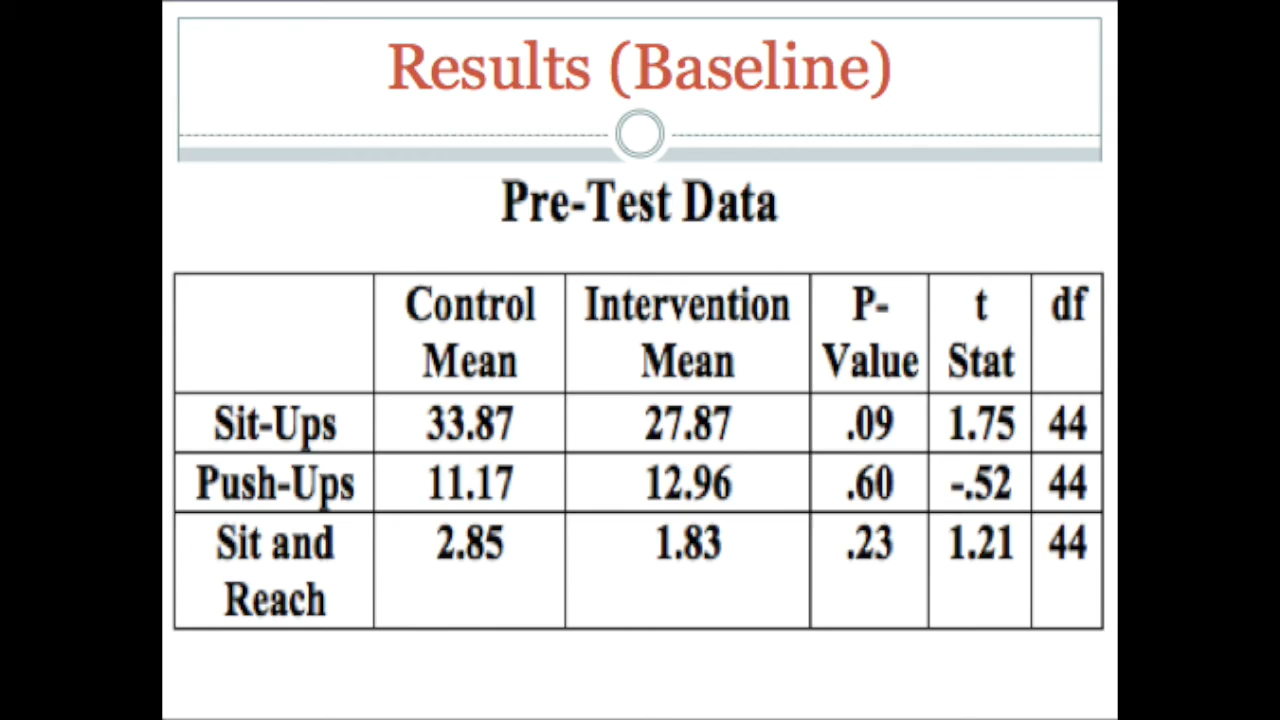 Results (Baseline)
Pre-Test Data
Control Mean Intervention Mean P-Value t Stat df
Sit-Ups 33.87 27.87 .09 1.75 44
Push-Ups 11.17 12.96 .60 -.52 44
Sit and Reach 2.85 1.83 .23 1.21 44